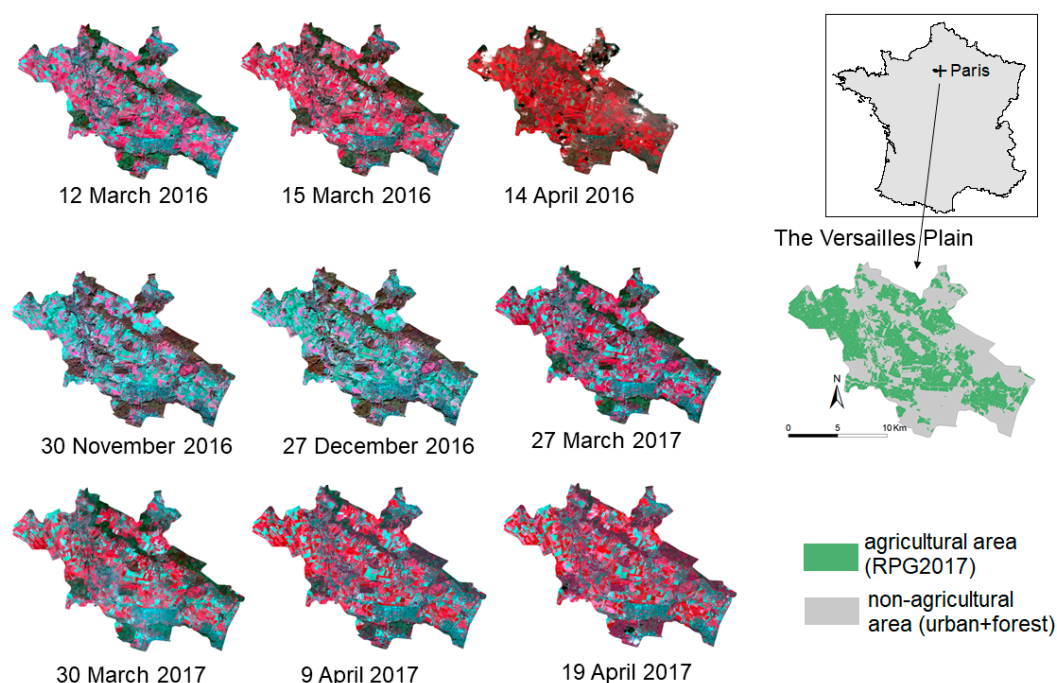 Paris
12 March 2016
15 March 2016
14 April 2016
The Versailles Plain
N
0 5 10 Km
30 November 2016
27 December 2016
27 March 2017
agricultural area
(RPG2017)
non-agricultural
area (urban+forest)
30 March 2017
9 April 2017
19 April 2017